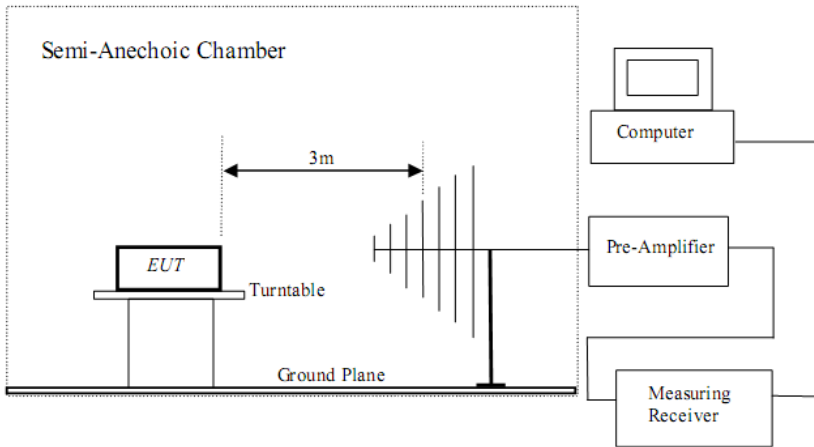 Semi-Anechoic Chamber
Computer
3m
Pre-Amplifier
EUT
Turntable
Ground Plane
Measuring
Receiver